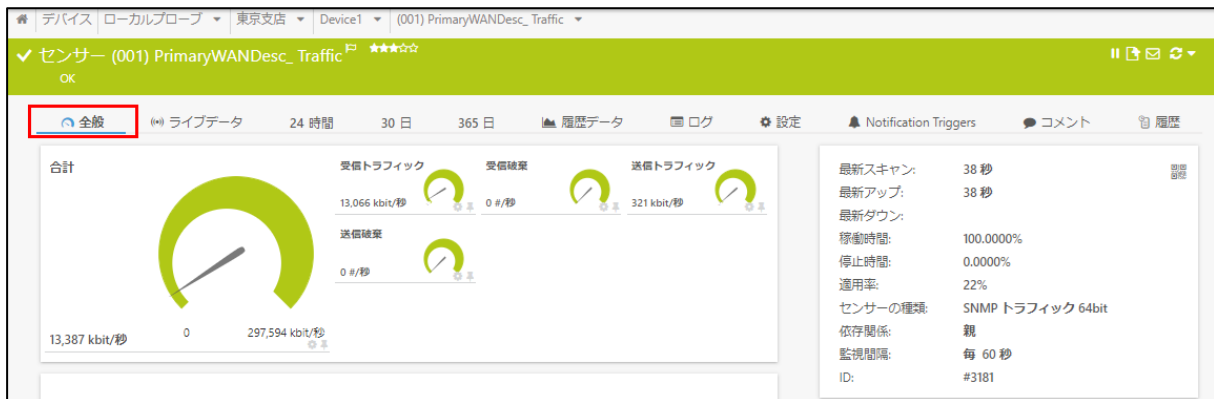 デバイス ローカルプローブ 東京支店 Device1 (001) PrimaryWANDesc_ Traffic
センサー (001) PrimaryWANDesc_ Traffic
OK
全般 ライブデータ 24 時間 30 日 365 日 履歴データ ログ 設定 Notification Triggers コメント 履歴
合計
13,387 kbit/秒
0
297,594 kbit/秒
受信トラフィック
13,066 kbit/秒
受信破棄
0 #/秒
送信トラフィック
321 kbit/秒
送信破棄
0 #/秒
最新スキャン: 38 秒
最新アップ: 38 秒
最新ダウン:
稼働時間: 100.0000%
停止時間: 0.0000%
適用率: 22%
センサーの種類: SNMP トラフィック 64bit
依存関係: 親
監視間隔: 毎 60 秒
ID: #3181